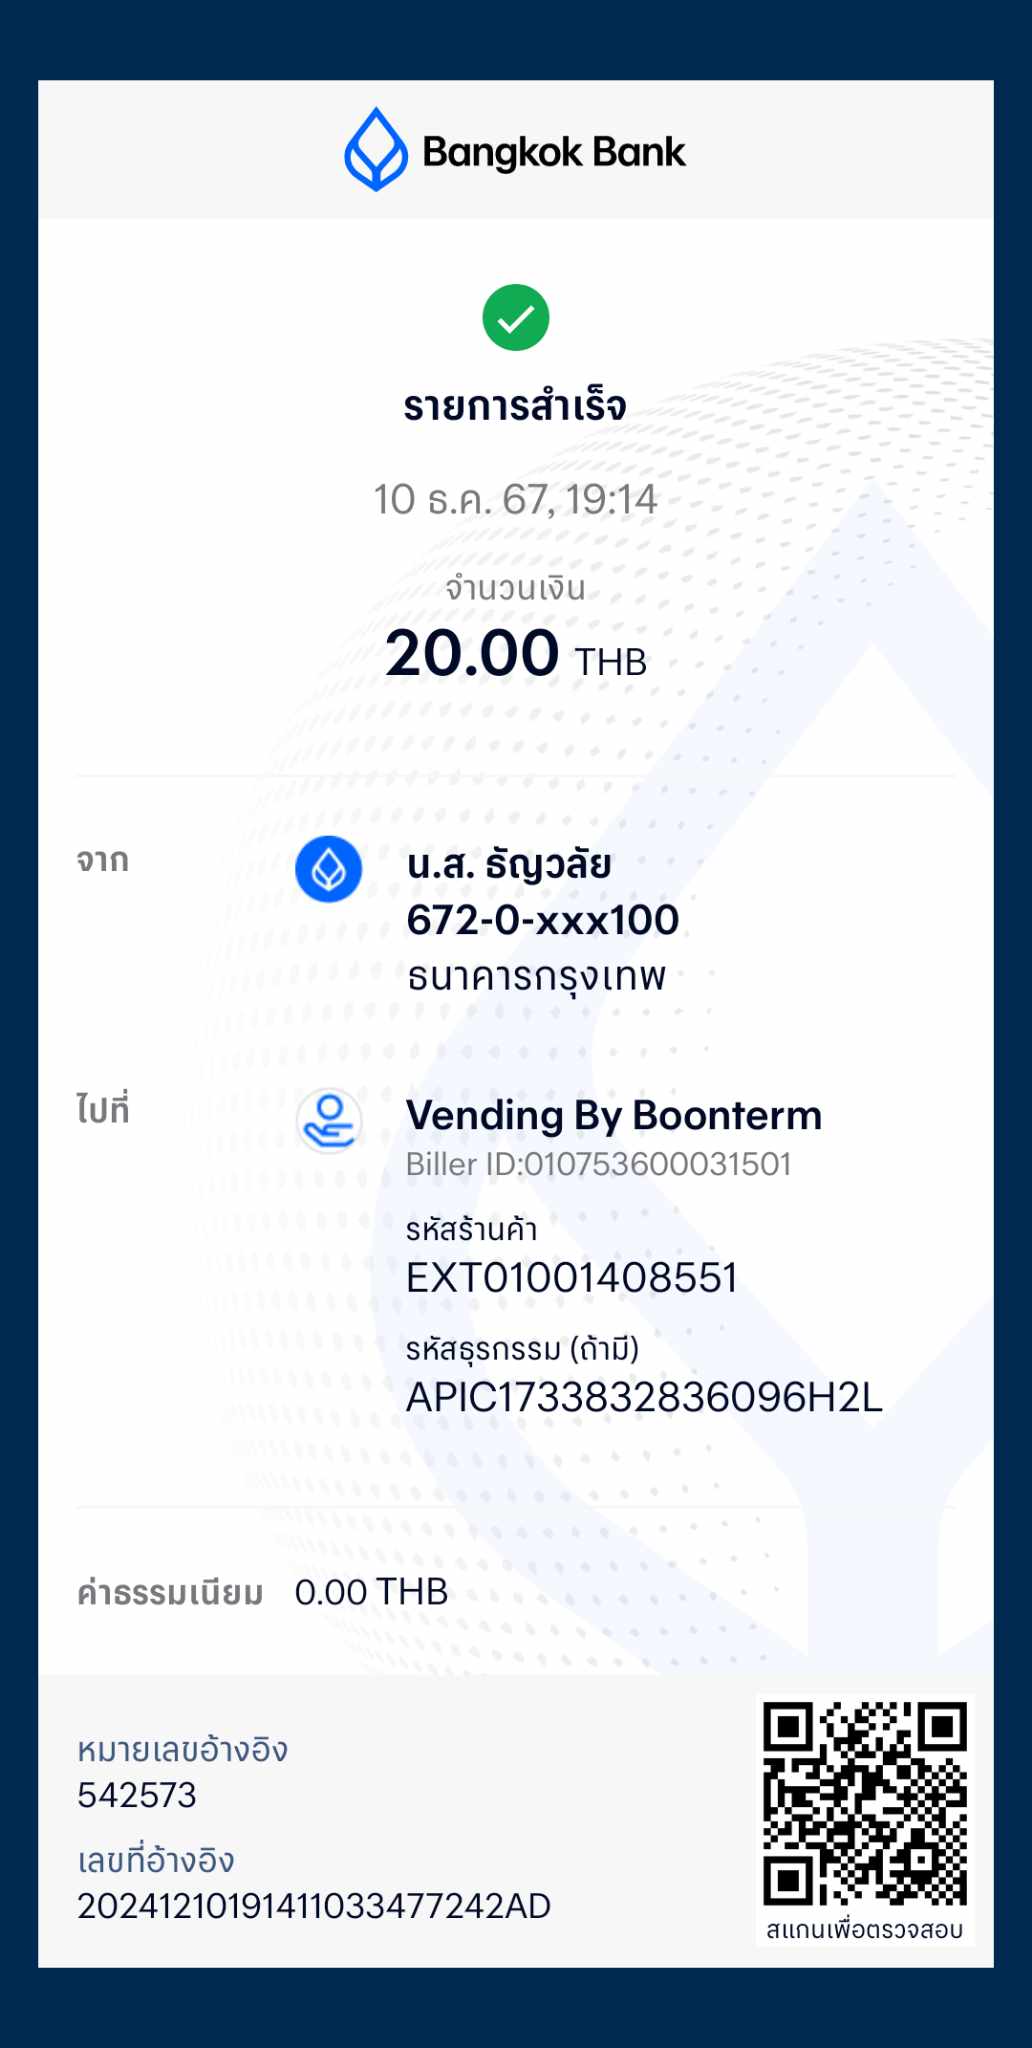 Bangkok Bank
รายการสำเร็จ
10 ธ.ค. 67, 19:14
จำนวนเงิน
20.00 THB
จาก
น.ส. ธัญวลัย
672-0-xxx100
ธนาคารกรุงเทพ
ไปที่
Vending By Boonterm
Biller ID:010753600031501
รหัสร้านค้า
EXT01001408551
รหัสธุรกรรม (ถ้ามี)
APIC1733832836096H2L
ค่าธรรมเนียม 0.00 THB
หมายเลขอ้างอิง
542573
เลขที่อ้างอิง
2024121019141103347​7242AD
สแกนเพื่อตรวจสอบ